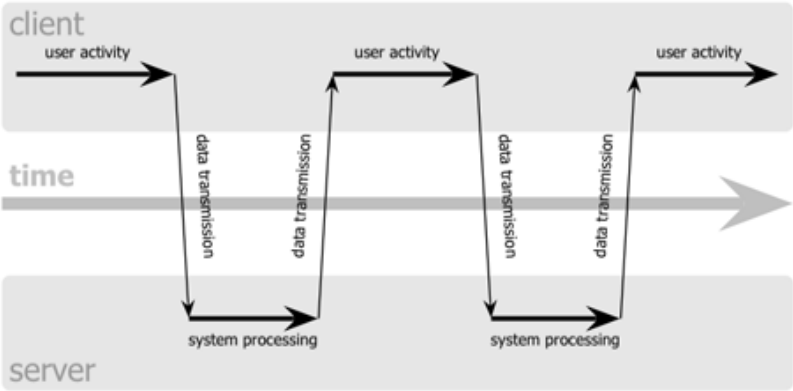 client
user activity
user activity
user activity
data transmission
data transmission
data transmission
data transmission
time
system processing
system processing
server